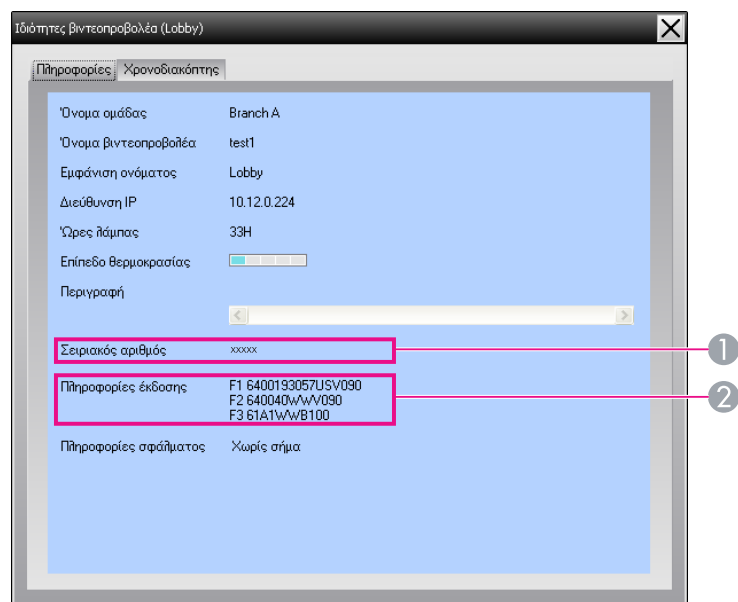 Ιδιότητες βιντεοπροβολέα (Lobby)
Πληροφορίες Χρονοδιακόπτης
Όνομα ομάδας Branch A
Όνομα βιντεοπροβολέα test1
Εμφάνιση ονόματος Lobby
Διεύθυνση IP 10.12.0.224
Ώρες λάμπας 33H
Επίπεδο θερμοκρασίας
Περιγραφή
Σειριακός αριθμός xxxxx
1
Πληροφορίες έκδοσης F1 6400193057USV090
F2 640040WWV090
F3 61A1WWB100
2
Πληροφορίες σφάλματος Χωρίς σήμα